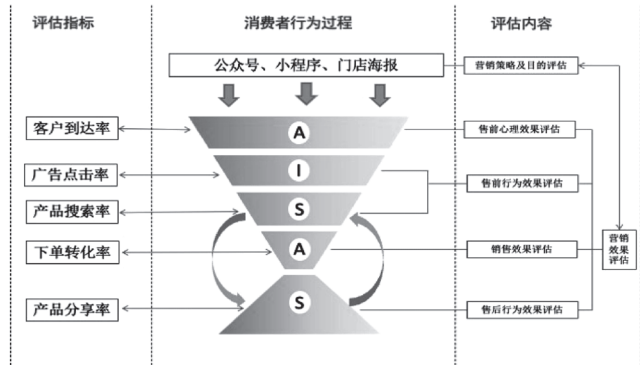 评估指标
消费者行为过程
评估内容
公众号、小程序、门店海报
营销策略及目的评估
客户到达率
A
售前心理效果评估
广告点击率
I
售前行为效果评估
产品搜索率
S
下单转化率
A
销售效果评估
营销
效果
评估
产品分享率
S
售后行为效果评估